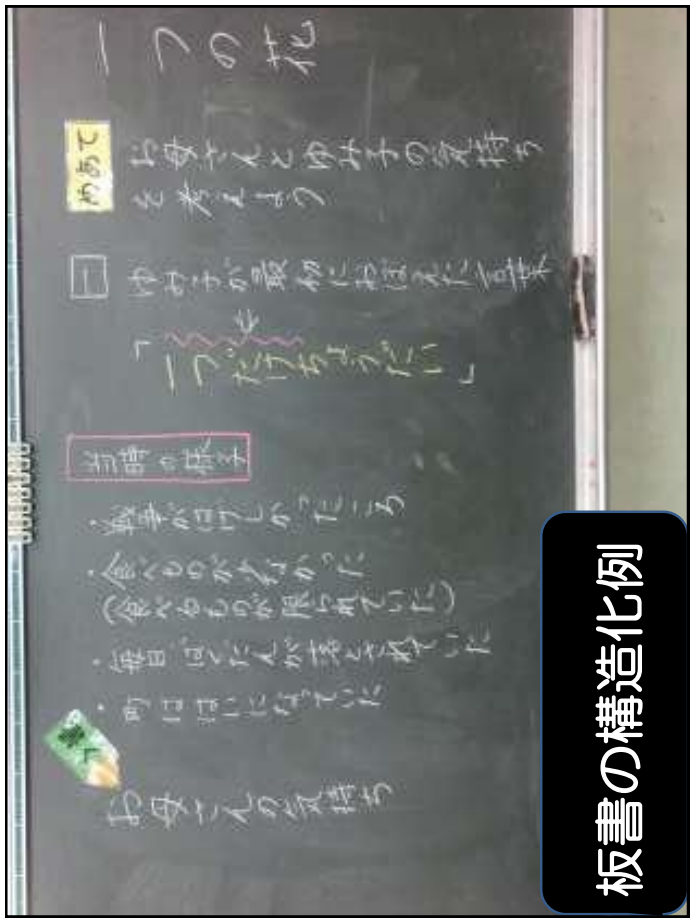 一つの花
めあて
お母さんとゆみ子の気持ち
を考えよう
一 ゆみ子が最初におぼえた言葉
⇓
「一つだけちょうだい」
当時の様子
・戦争がはげしかったころ
・食べものがなかった
(食べるものが限られていた)
・毎日、ばくだんが落とされていた
・町ははいになっていた
書く
お母さんの気持ち
板書の構造化例